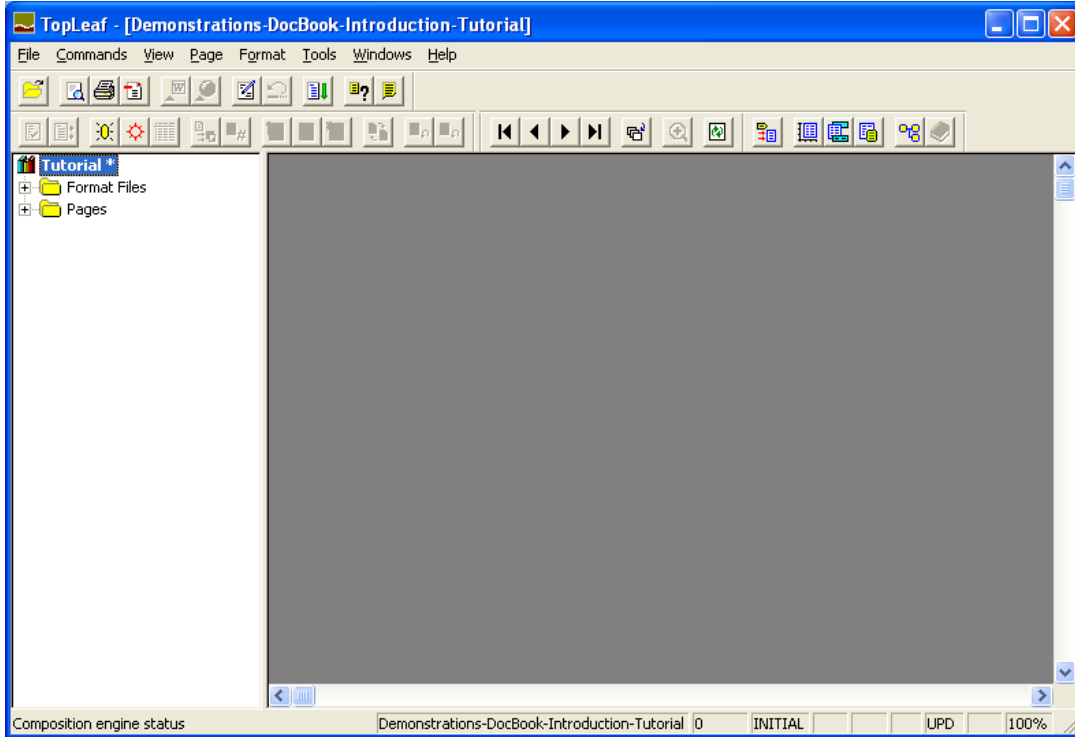 TopLeaf - [Demonstrations-DocBook-Introduction-Tutorial]
File Commands View Page Format Tools Windows Help
Tutorial *
Format Files
Pages
Composition engine status Demonstrations-DocBook-Introduction-Tutorial 0 INITIAL UPD 100%